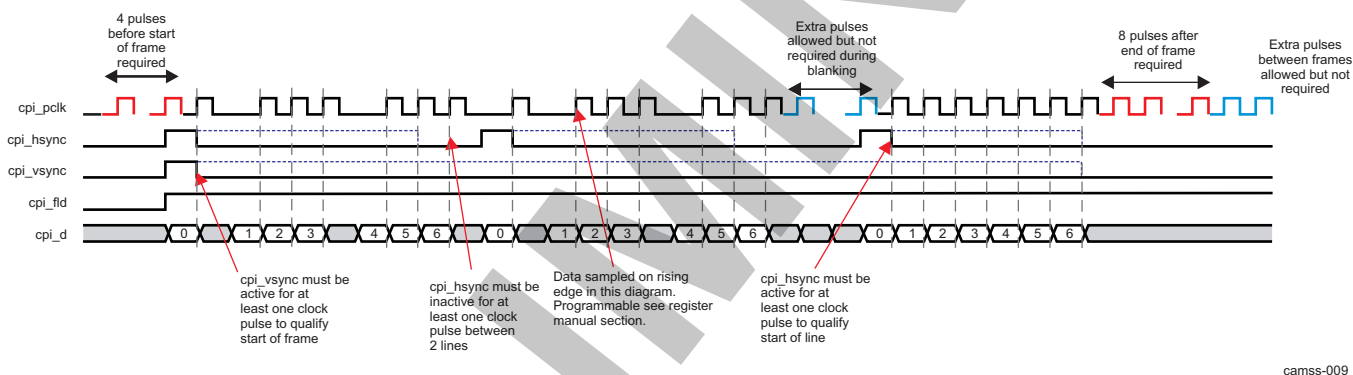 4 pulses
before start
of frame
required
Extra pulses
allowed but not
required during
blanking
8 pulses after
end of frame
required
Extra pulses
between frames
allowed but not
required
cpi_pclk
cpi_hsync
cpi_vsync
cpi_fld
cpi_d
0 1 2 3 4 5 6 0 1 2 3 4 5 6 0 1 2 3 4 5 6
cpi_vsync must be
active for at
least one clock
pulse to qualify
start of frame
cpi_hsync must be
inactive for at
least one clock
pulse between
2 lines
Data sampled on rising
edge in this diagram.
Programmable see register
manual section.
cpi_hsync must be
active for at
least one clock
pulse to qualify
start of line
camss-009